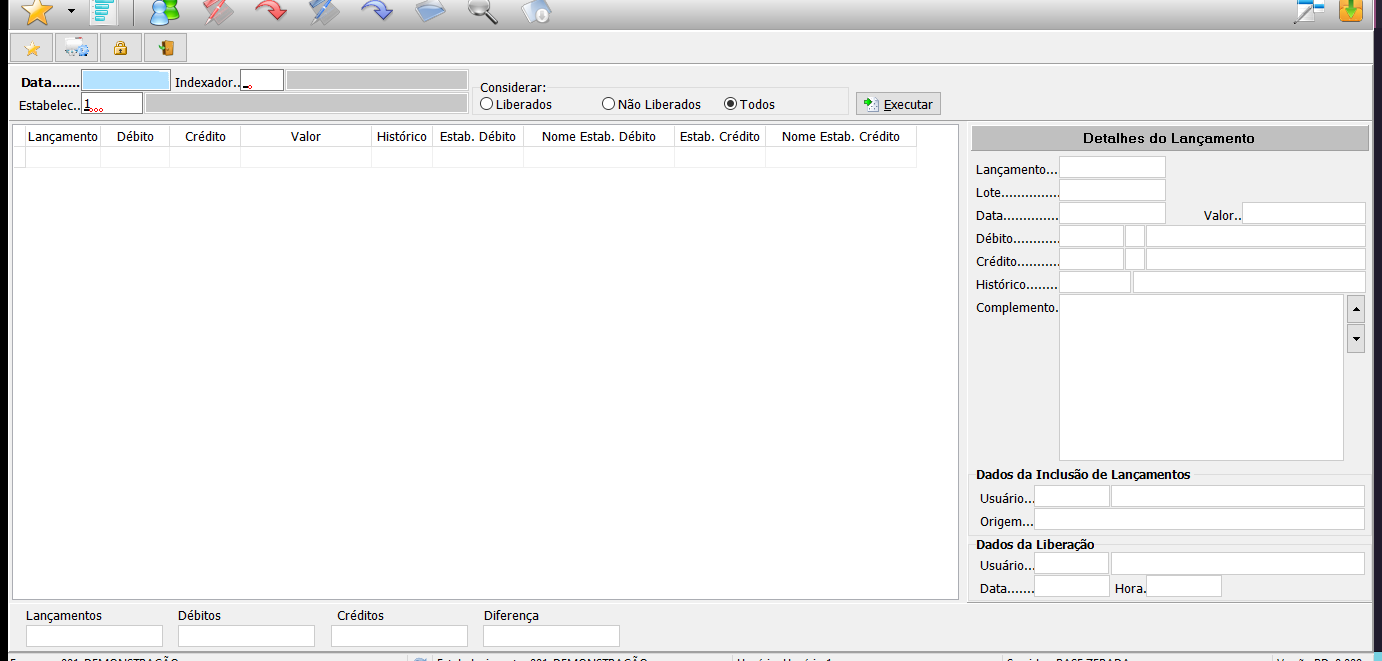 Data....... Indexador.. _
Estabelec.. 1
Considerar:
Liberados Não Liberados Todos
Executar
Lançamento Débito Crédito Valor Histórico Estab. Débito Nome Estab. Débito Estab. Crédito Nome Estab. Crédito
Detalhes do Lançamento
Lançamento...
Lote..............
Data............. Valor..
Débito...........
Crédito..........
Histórico........
Complemento.
Dados da Inclusão de Lançamentos
Usuário...
Origem...
Dados da Liberação
Usuário...
Data....... Hora.
Lançamentos Débitos Créditos Diferença